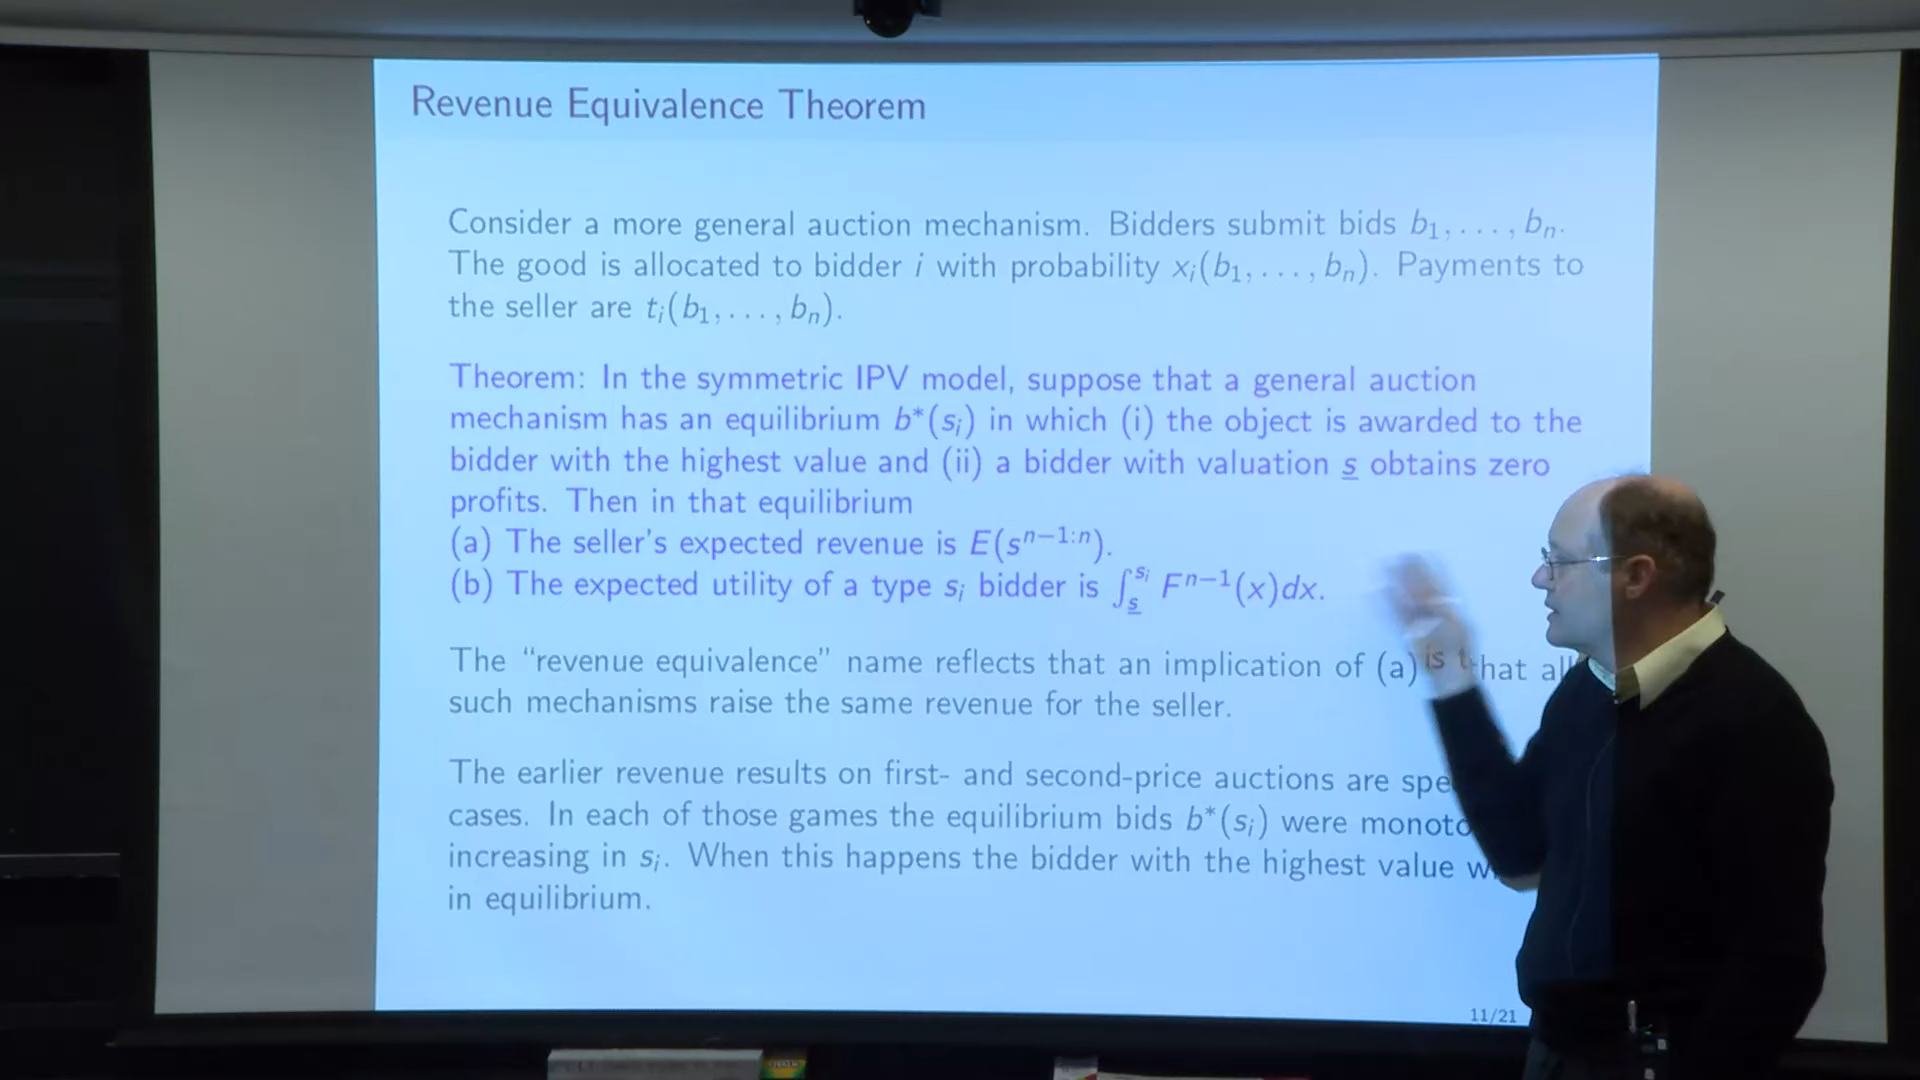 Revenue Equivalence Theorem
Consider a more general auction mechanism. Bidders submit bids b₁, . . . , bₙ.
The good is allocated to bidder i with probability xᵢ(b₁, . . . , bₙ). Payments to
the seller are tᵢ(b₁, . . . , bₙ).
Theorem: In the symmetric IPV model, suppose that a general auction
mechanism has an equilibrium b*(sᵢ) in which (i) the object is awarded to the
bidder with the highest value and (ii) a bidder with valuation s̲ obtains zero
profits. Then in that equilibrium
(a) The seller's expected revenue is E(sⁿ⁻¹:ⁿ).
(b) The expected utility of a type sᵢ bidder is ∫_s̲^sᵢ Fⁿ⁻¹(x)dx.
The “revenue equivalence” name reflects that an implication of (a) is that all
such mechanisms raise the same revenue for the seller.
The earlier revenue results on first- and second-price auctions are spe
cases. In each of those games the equilibrium bids b*(sᵢ) were monoto
increasing in sᵢ. When this happens the bidder with the highest value w
in equilibrium.
11/21